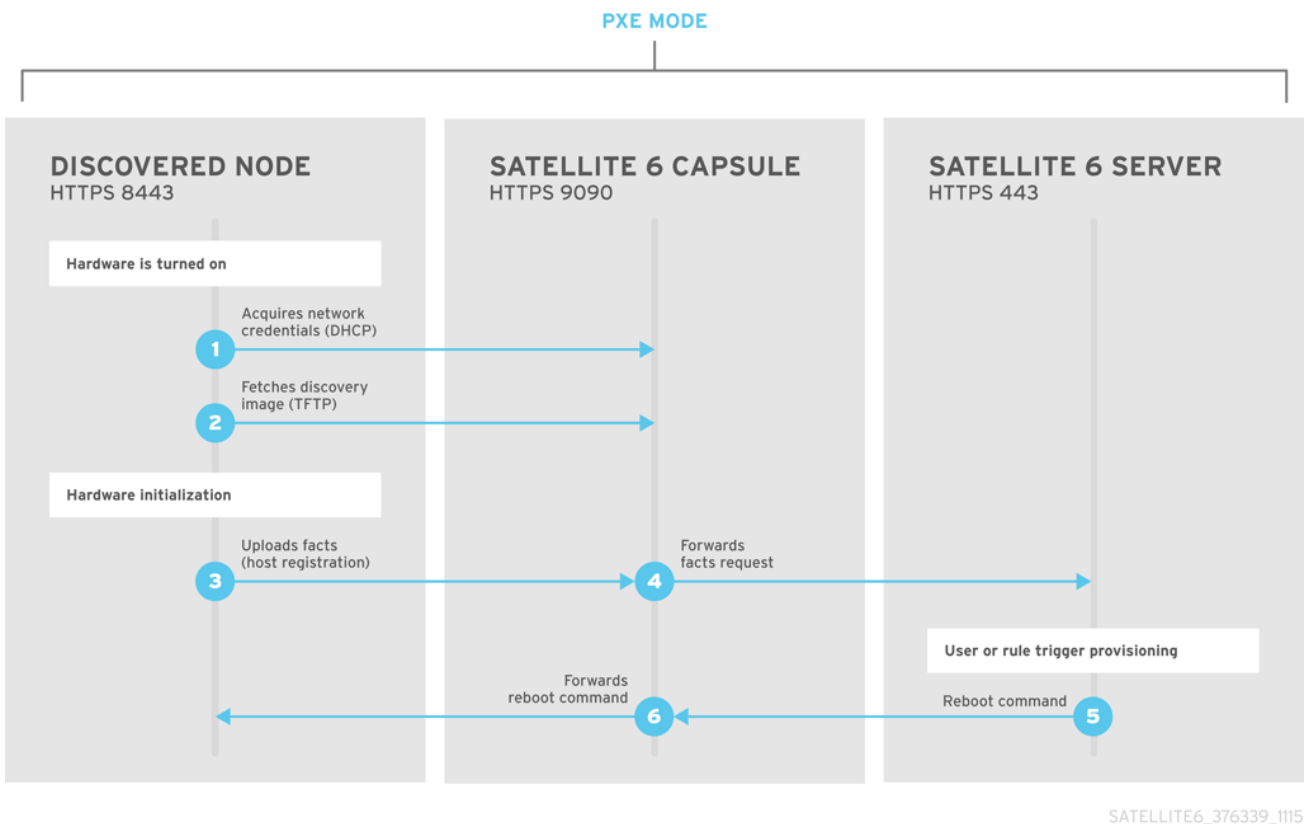 PXE MODE
DISCOVERED NODE
HTTPS 8443
SATELLITE 6 CAPSULE
HTTPS 9090
SATELLITE 6 SERVER
HTTPS 443
Hardware is turned on
Acquires network
credentials (DHCP)
1
Fetches discovery
image (TFTP)
2
Hardware initialization
Uploads facts
(host registration)
3
Forwards
facts request
4
User or rule trigger provisioning
Reboot command
5
Forwards
reboot command
6
SATELLITE6_376339_1115